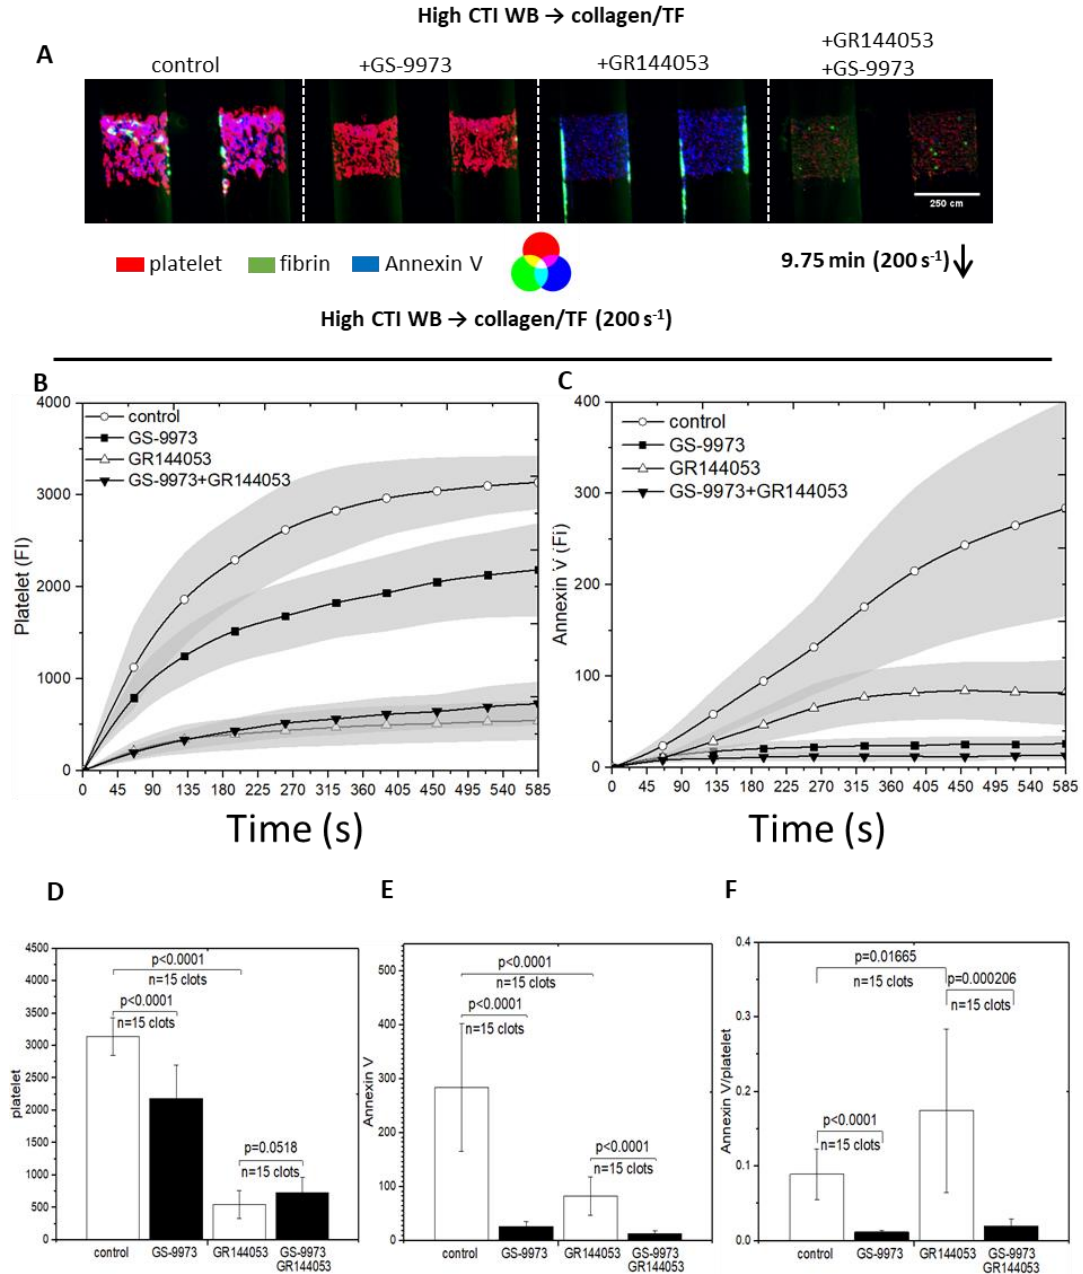 High CTI WB → collagen/TF
A
control
+GS-9973
+GR144053
+GR144053
+GS-9973
250 cm
platelet
fibrin
Annexin V
9.75 min (200 s-1)
High CTI WB → collagen/TF (200 s-1)
B
4000
3000
2000
1000
0
Platelet (FI)
control
GS-9973
GR144053
GS-9973+GR144053
0 45 90 135 180 225 270 315 360 405 450 495 540 585
Time (s)
C
400
300
200
100
0
Annexin V (Fi)
control
GS-9973
GR144053
GS-9973+GR144053
0 45 90 135 180 225 270 315 360 405 450 495 540 585
Time (s)
D
4500
4000
3500
3000
2500
2000
1500
1000
500
0
platelet
p<0.0001
n=15 clots
p<0.0001
n=15 clots
p=0.0518
n=15 clots
control
GS-9973
GR144053
GS-9973
GR144053
E
500
400
300
200
100
0
Annexin V
p<0.0001
n=15 clots
p<0.0001
n=15 clots
p<0.0001
n=15 clots
control
GS-9973
GR144053
GS-9973
GR144053
F
0.4
0.3
0.2
0.1
0.0
Annexin V/platelet
p=0.01665
n=15 clots
p=0.000206
n=15 clots
p<0.0001
n=15 clots
control
GS-9973
GR144053
GS-9973
GR144053